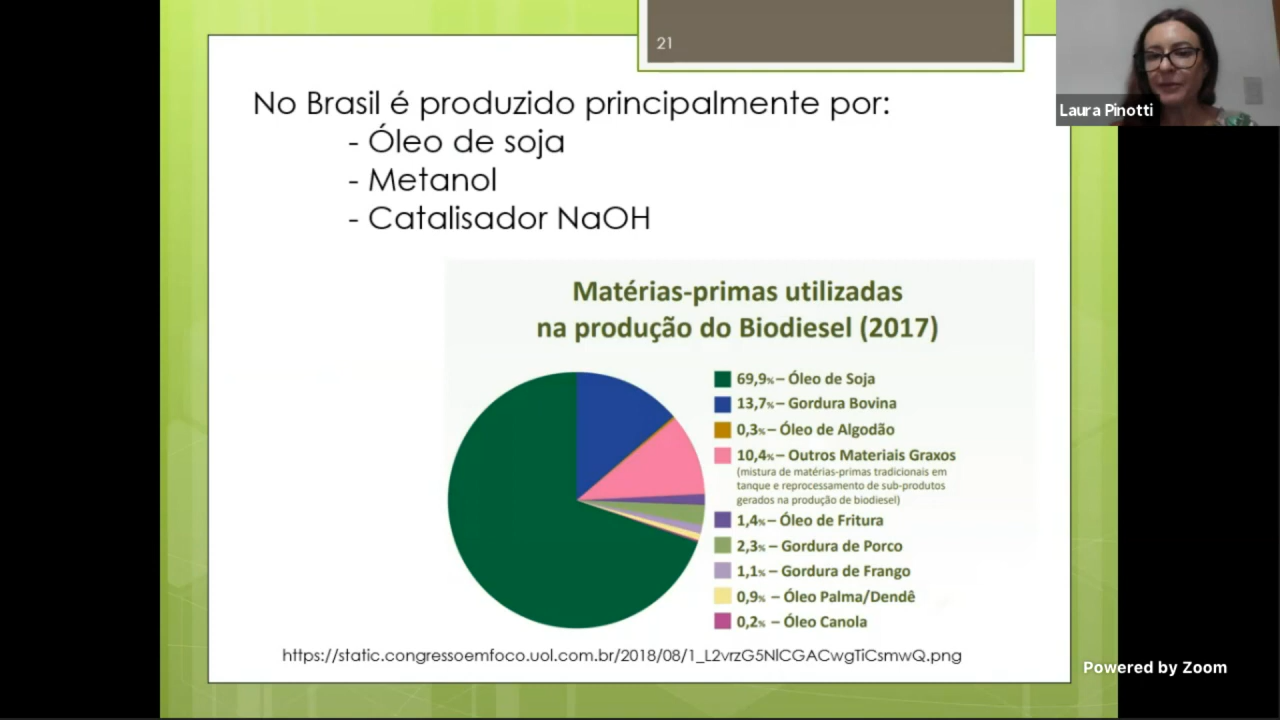 21
No Brasil é produzido principalmente por:
- Óleo de soja
- Metanol
- Catalisador NaOH
Matérias-primas utilizadas
na produção do Biodiesel (2017)
69,9% – Óleo de Soja
13,7% – Gordura Bovina
0,3% – Óleo de Algodão
10,4% – Outros Materiais Graxos
(mistura de matérias-primas tradicionais em
tanque e reprocessamento de sub-produtos
gerados na produção de biodiesel)
1,4% – Óleo de Fritura
2,3% – Gordura de Porco
1,1% – Gordura de Frango
0,9% – Óleo Palma/Dendê
0,2% – Óleo Canola
https://static.congressoemfoco.uol.com.br/2018/08/1_L2vrzG5NlCGACwgTiCsmwQ.png
Laura Pinotti
Powered by Zoom